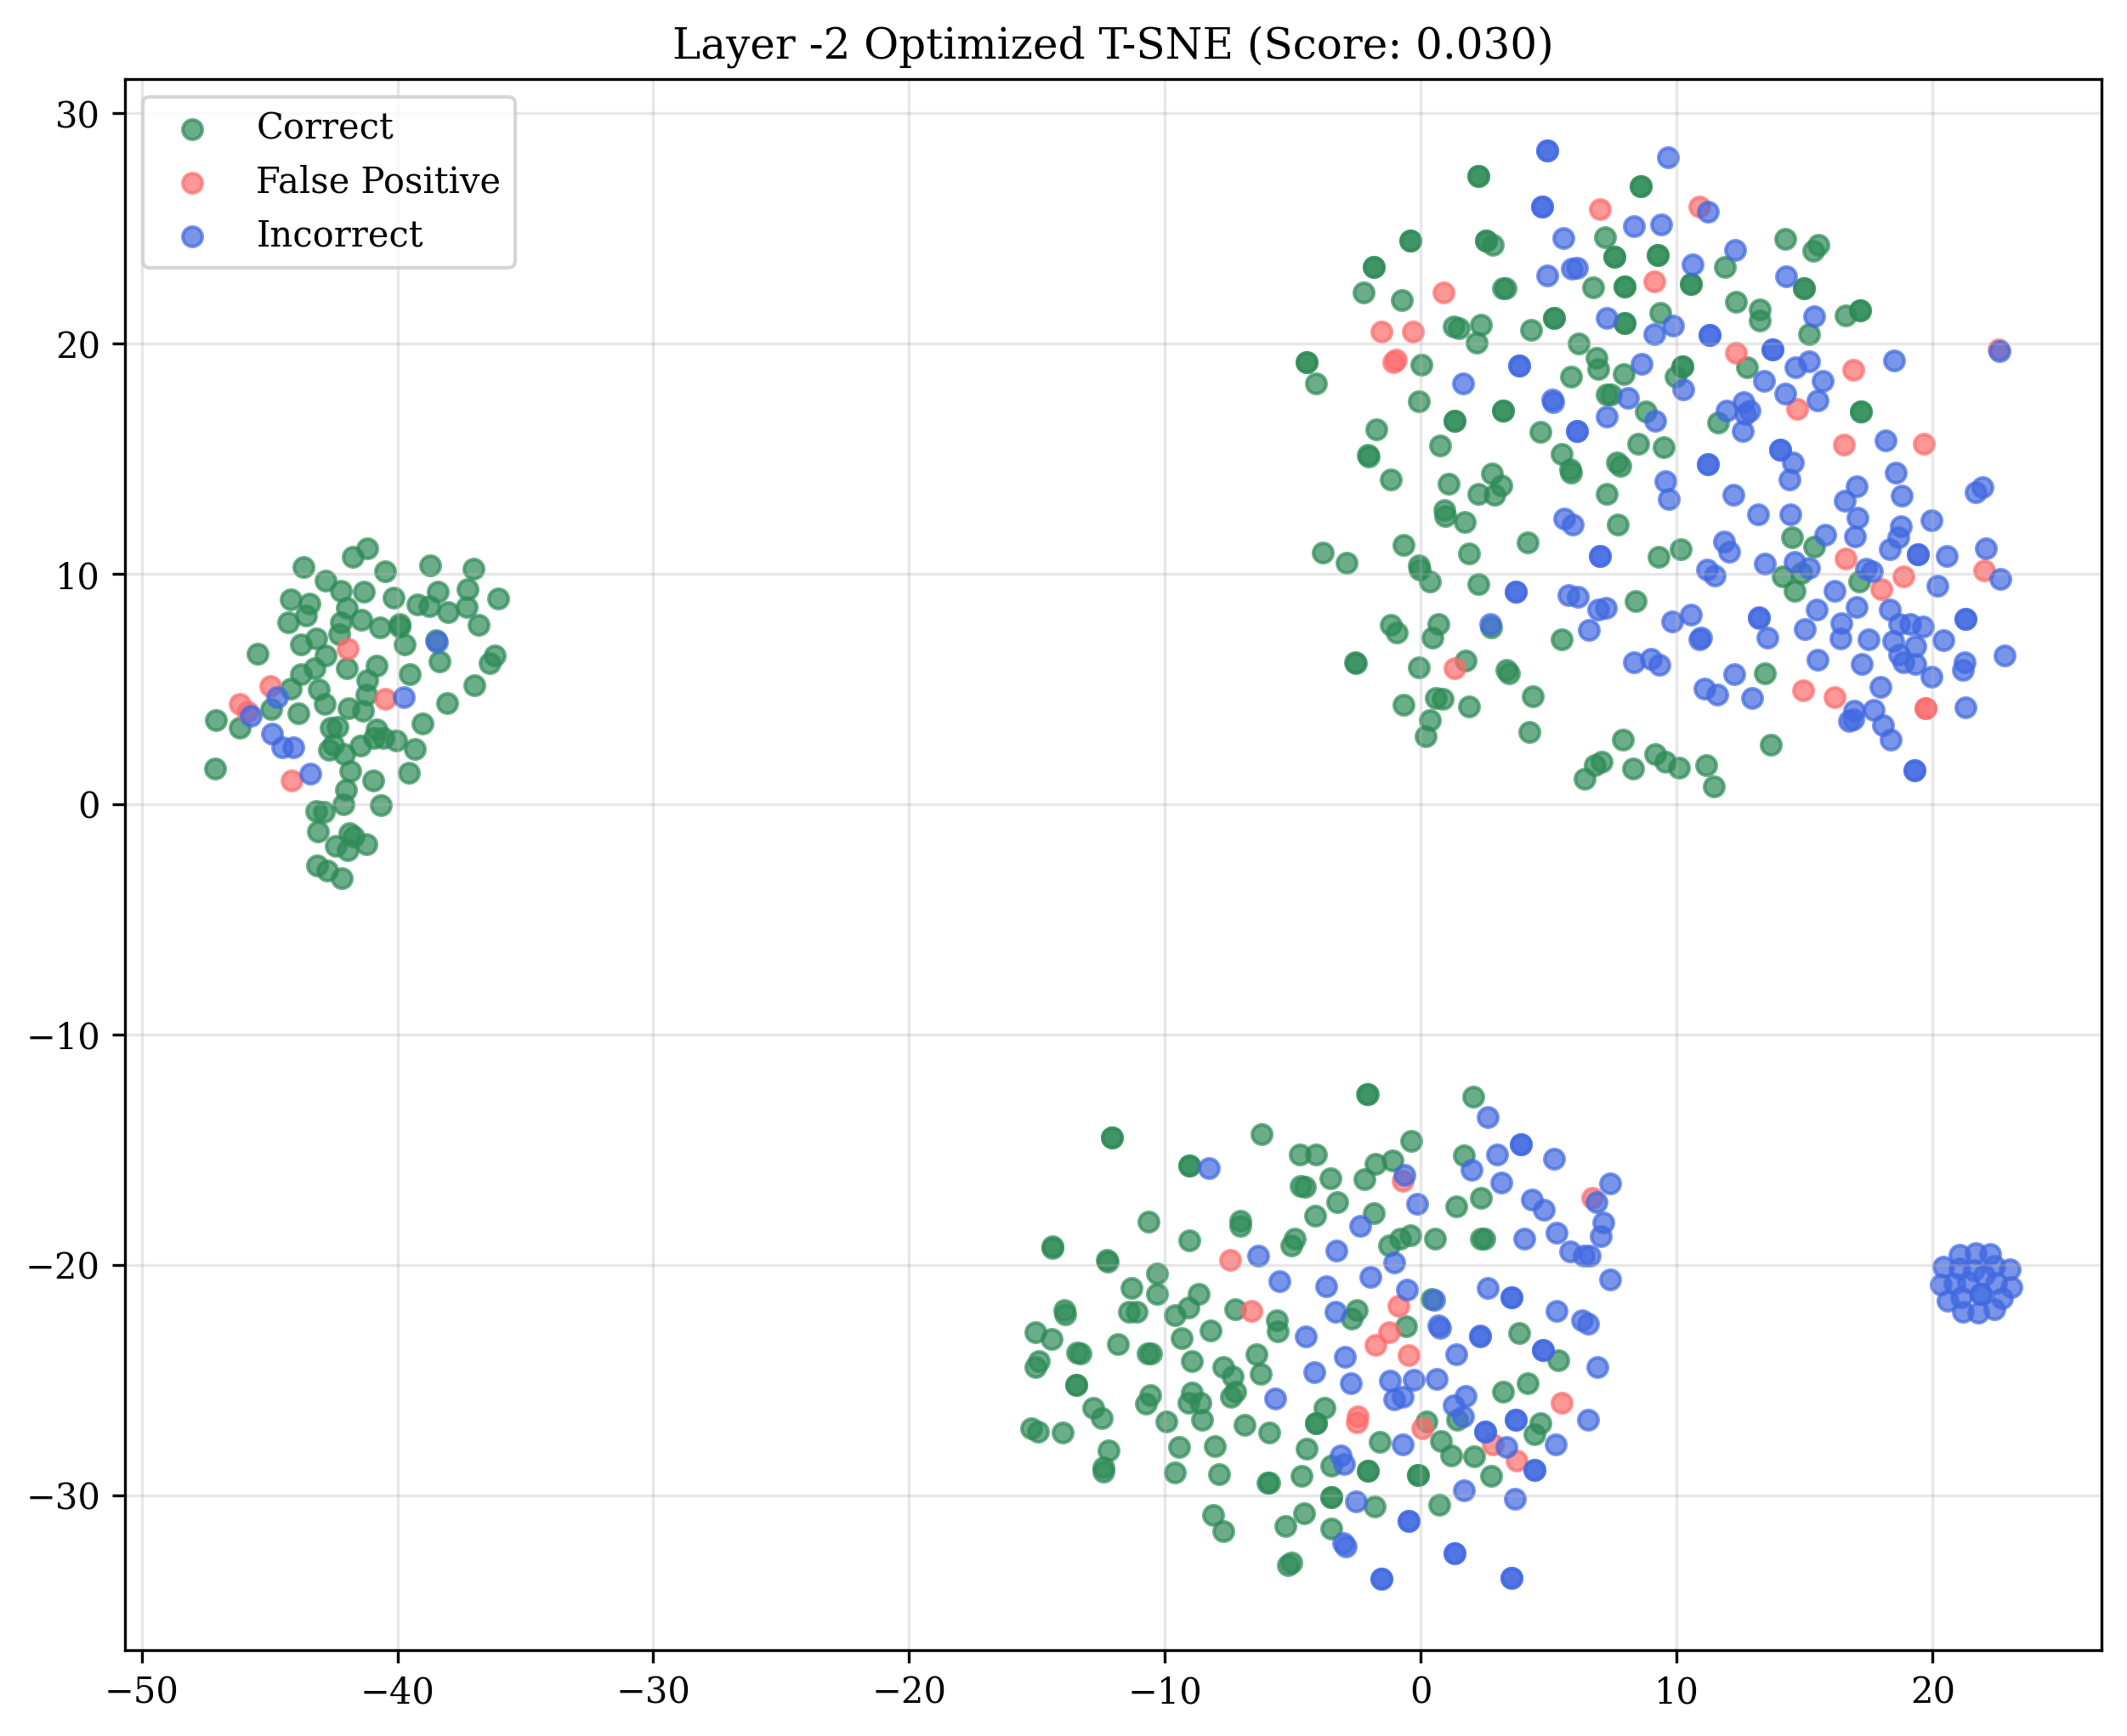 Layer -2 Optimized T-SNE (Score: 0.030)
Correct
False Positive
Incorrect
30
20
10
0
−10
−20
−30
−50 −40 −30 −20 −10 0 10 20